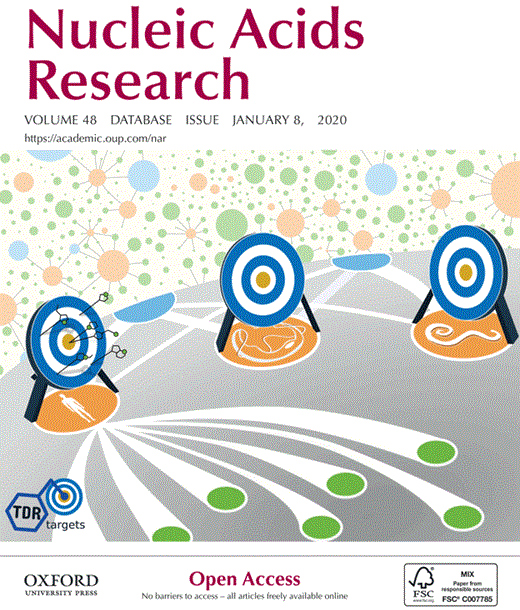 Nucleic Acids
Research
VOLUME 48 DATABASE ISSUE JANUARY 8, 2020
https://academic.oup.com/nar
TDR
targets
OXFORD
UNIVERSITY PRESS
Open Access
No barriers to access – all articles freely available online
FSC
www.fsc.org
MIX
Paper from
responsible sources
FSC® C007785